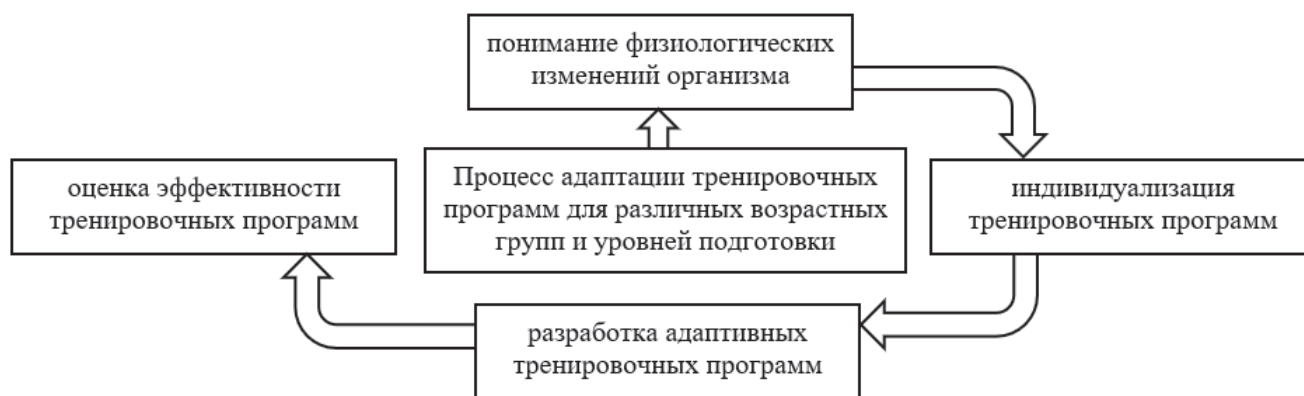 понимание физиологических
изменений организма
оценка эффективности
тренировочных программ
Процесс адаптации тренировочных
программ для различных возрастных
групп и уровней подготовки
индивидуализация
тренировочных программ
разработка адаптивных
тренировочных программ